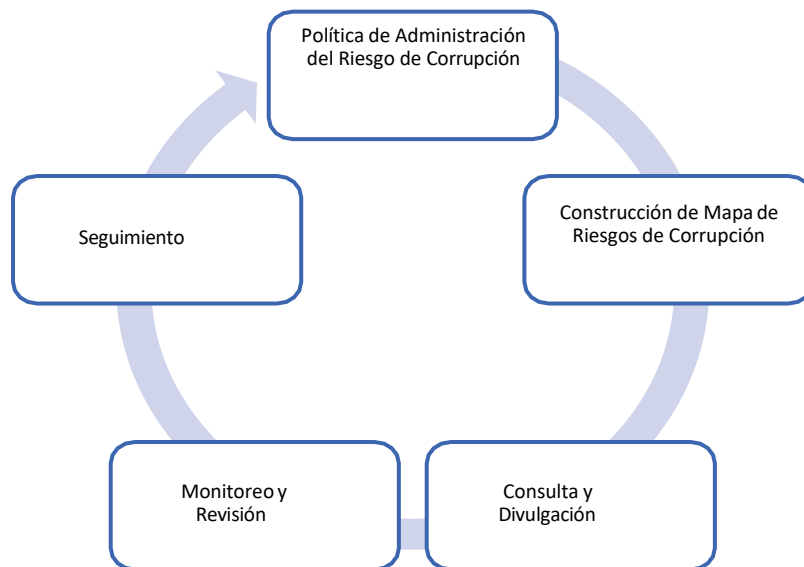 Política de Administración
del Riesgo de Corrupción
Construcción de Mapa de
Riesgos de Corrupción
Consulta y
Divulgación
Monitoreo y
Revisión
Seguimiento